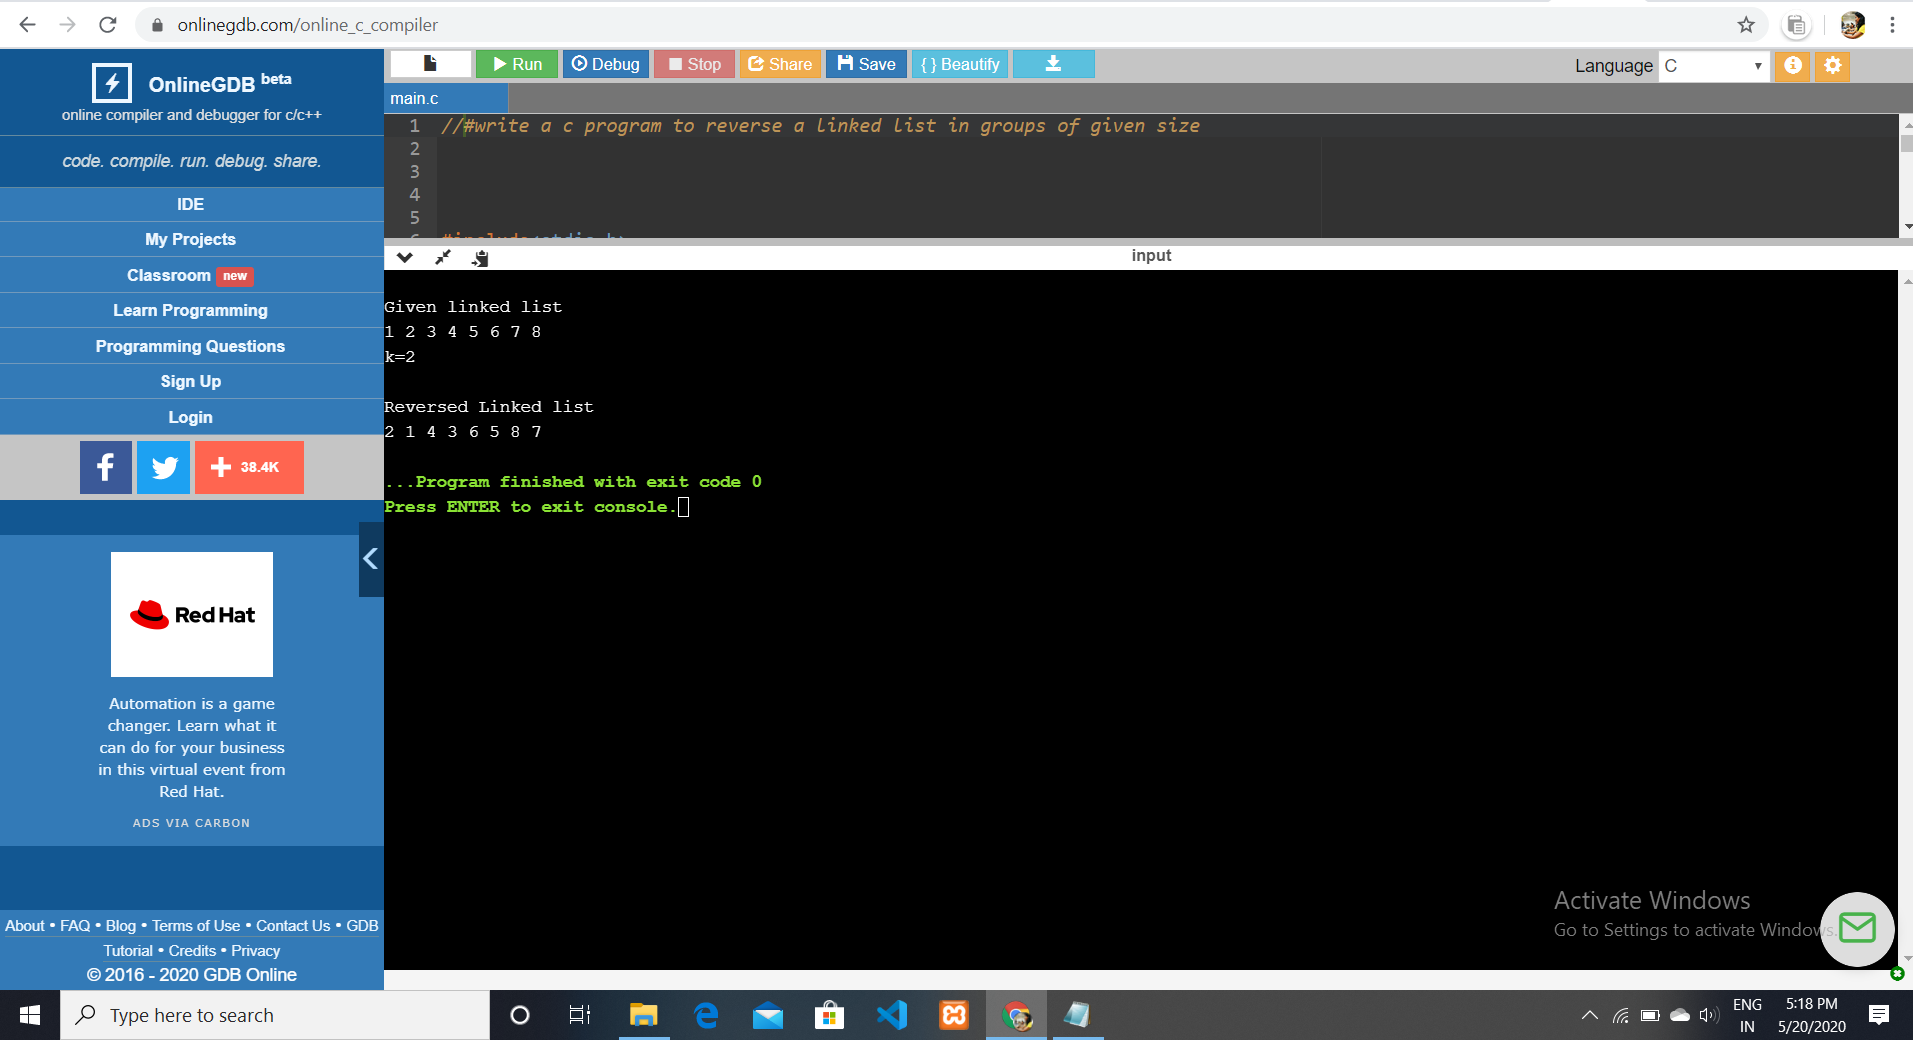 onlinegdb.com/online_c_compiler
OnlineGDB beta
online compiler and debugger for c/c++
code. compile. run. debug. share.
IDE
My Projects
Classroom new
Learn Programming
Programming Questions
Sign Up
Login
38.4K
Red Hat
Automation is a game
changer. Learn what it
can do for your business
in this virtual event from
Red Hat.
ADS VIA CARBON
About • FAQ • Blog • Terms of Use • Contact Us • GDB
Tutorial • Credits • Privacy
© 2016 - 2020 GDB Online
Run Debug Stop Share Save { } Beautify
Language C
main.c
1 //#write a c program to reverse a linked list in groups of given size
2
3
4
5
6 #include<stdio.h>
input
Given linked list
1 2 3 4 5 6 7 8
k=2
Reversed Linked list
2 1 4 3 6 5 8 7
...Program finished with exit code 0
Press ENTER to exit console.
Activate Windows
Go to Settings to activate Windows.
Type here to search
ENG
IN
5:18 PM
5/20/2020